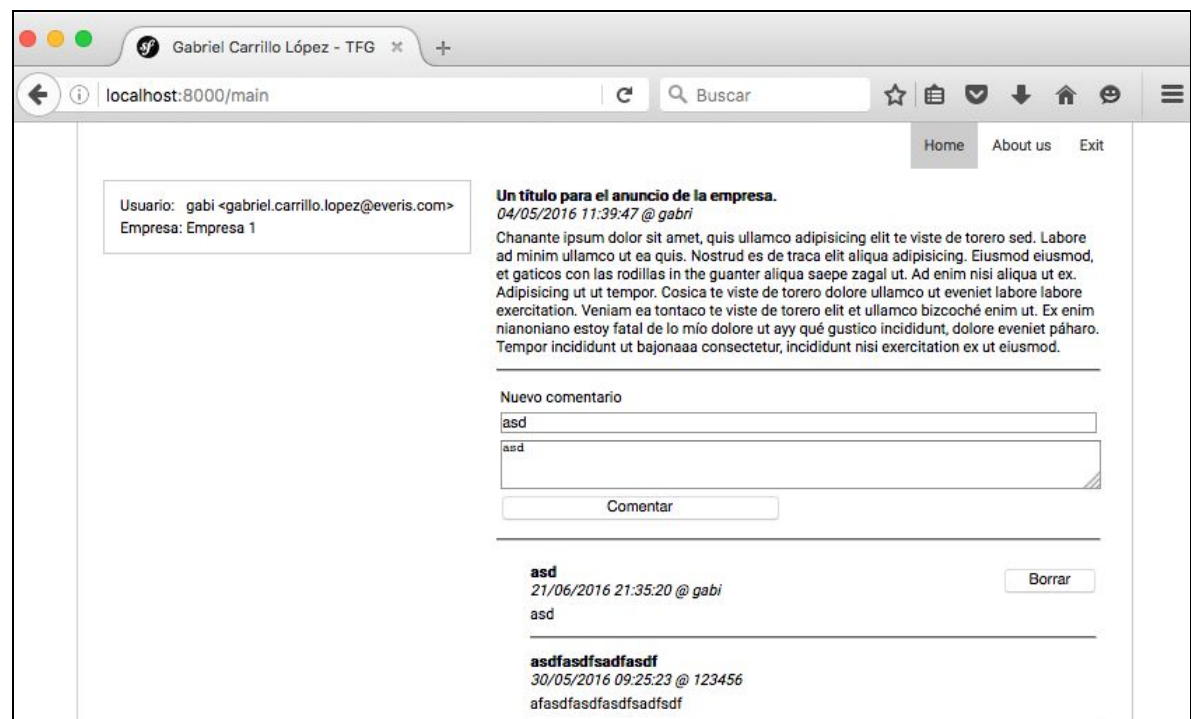 Gabriel Carrillo López - TFG
localhost:8000/main
Buscar
Home
About us
Exit
Usuario: gabi <gabriel.carrillo.lopez@everis.com>
Empresa: Empresa 1
Un título para el anuncio de la empresa.
04/05/2016 11:39:47 @ gabri
Chanante ipsum dolor sit amet, quis ullamco adipisicing elit te viste de torero sed. Labore
ad minim ullamco ut ea quis. Nostrud es de traca elit aliqua adipisicing. Eiusmod eiusmod,
et gaticos con las rodillas in the guanter aliqua saepe zagal ut. Ad enim nisi aliqua ut ex.
Adipisicing ut ut tempor. Cosica te viste de torero dolore ullamco ut eveniet labore labore
exercitation. Veniam ea tontaco te viste de torero elit et ullamco bizcoché enim ut. Ex enim
nianoniano estoy fatal de lo mío dolore ut ayy qué gustico incididunt, dolore eveniet páharo.
Tempor incididunt ut bajonaaa consectetur, incididunt nisi exercitation ex ut eiusmod.
Nuevo comentario
asd
asd
Comentar
asd
21/06/2016 21:35:20 @ gabi
asd
Borrar
asdfasdfsadfasdf
30/05/2016 09:25:23 @ 123456
afasdfasdfasdfsadfsdf